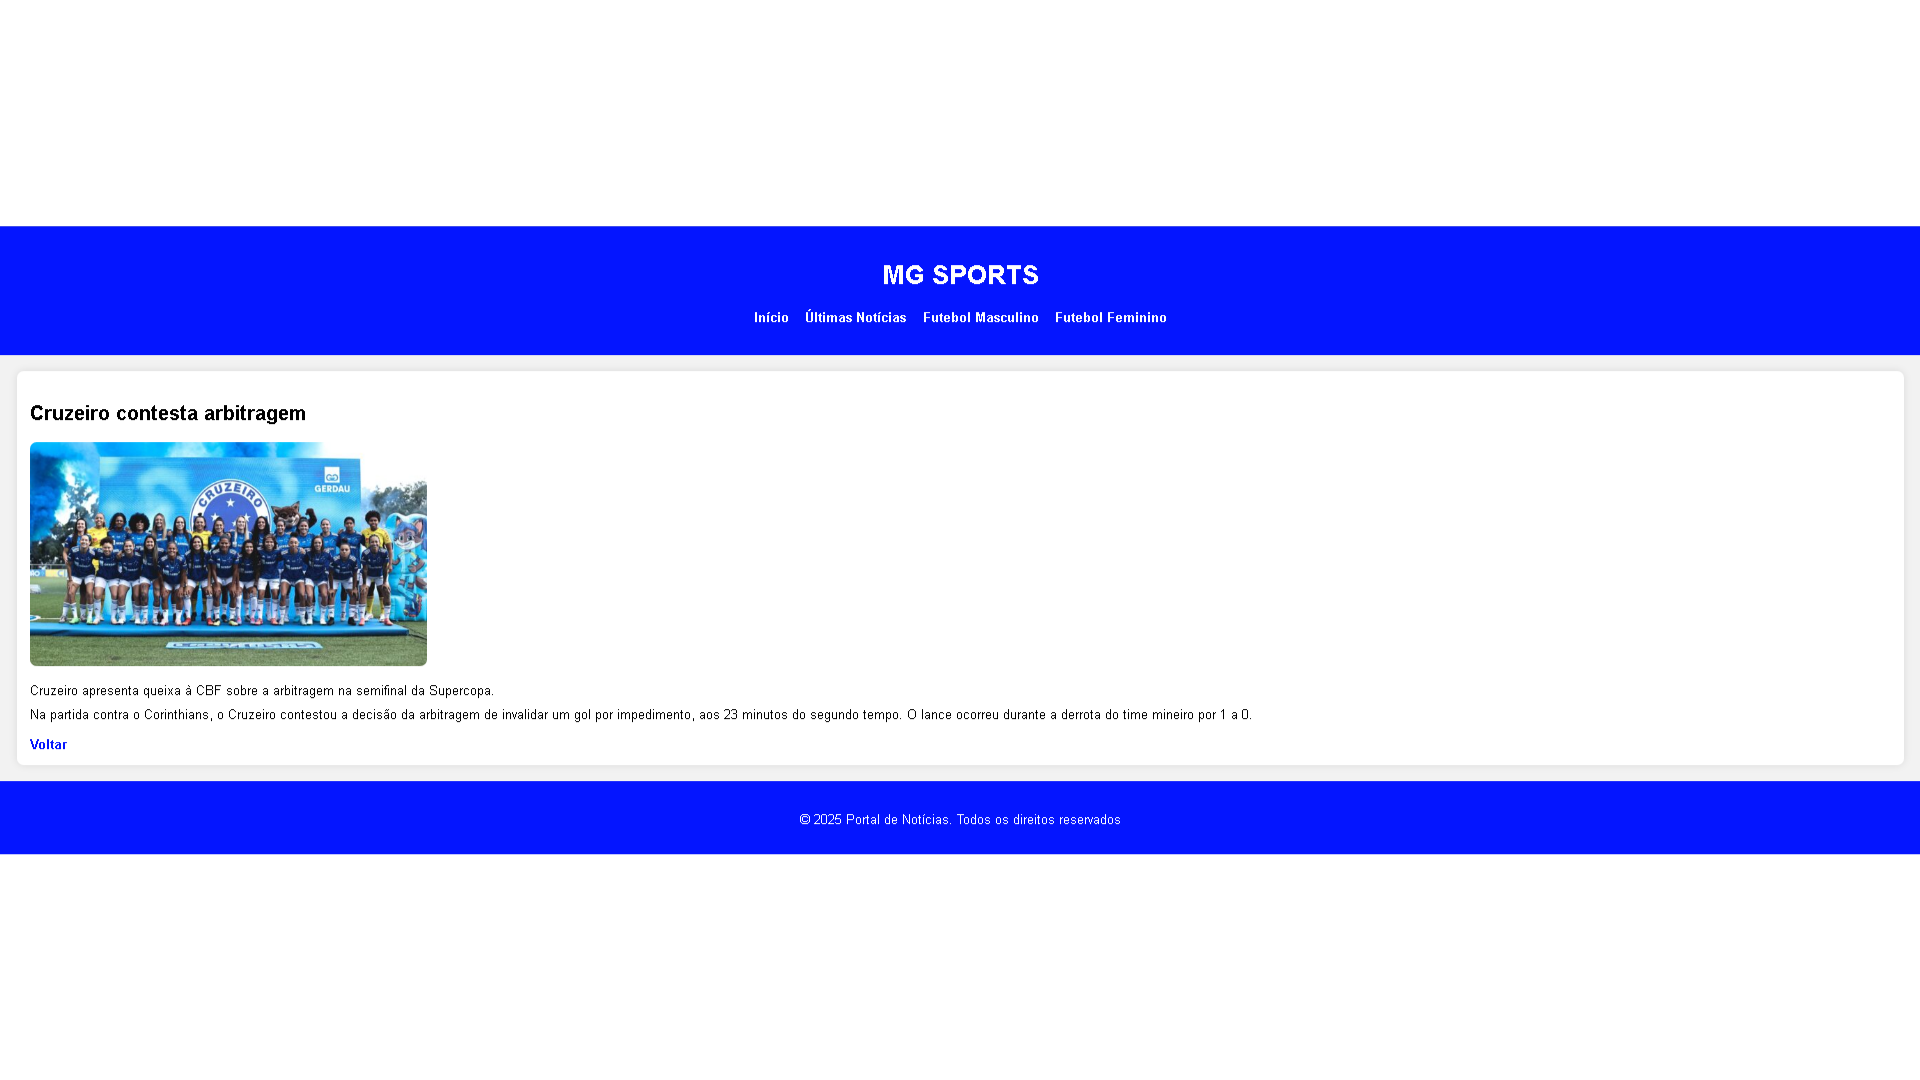 MG SPORTS
Início Últimas Notícias Futebol Masculino Futebol Feminino
Cruzeiro contesta arbitragem
GERDAU
CRUZEIRO
Cruzeiro apresenta queixa à CBF sobre a arbitragem na semifinal da Supercopa.
Na partida contra o Corinthians, o Cruzeiro contestou a decisão da arbitragem de invalidar um gol por impedimento, aos 23 minutos do segundo tempo. O lance ocorreu durante a derrota do time mineiro por 1 a 0.
Voltar
© 2025 Portal de Notícias. Todos os direitos reservados